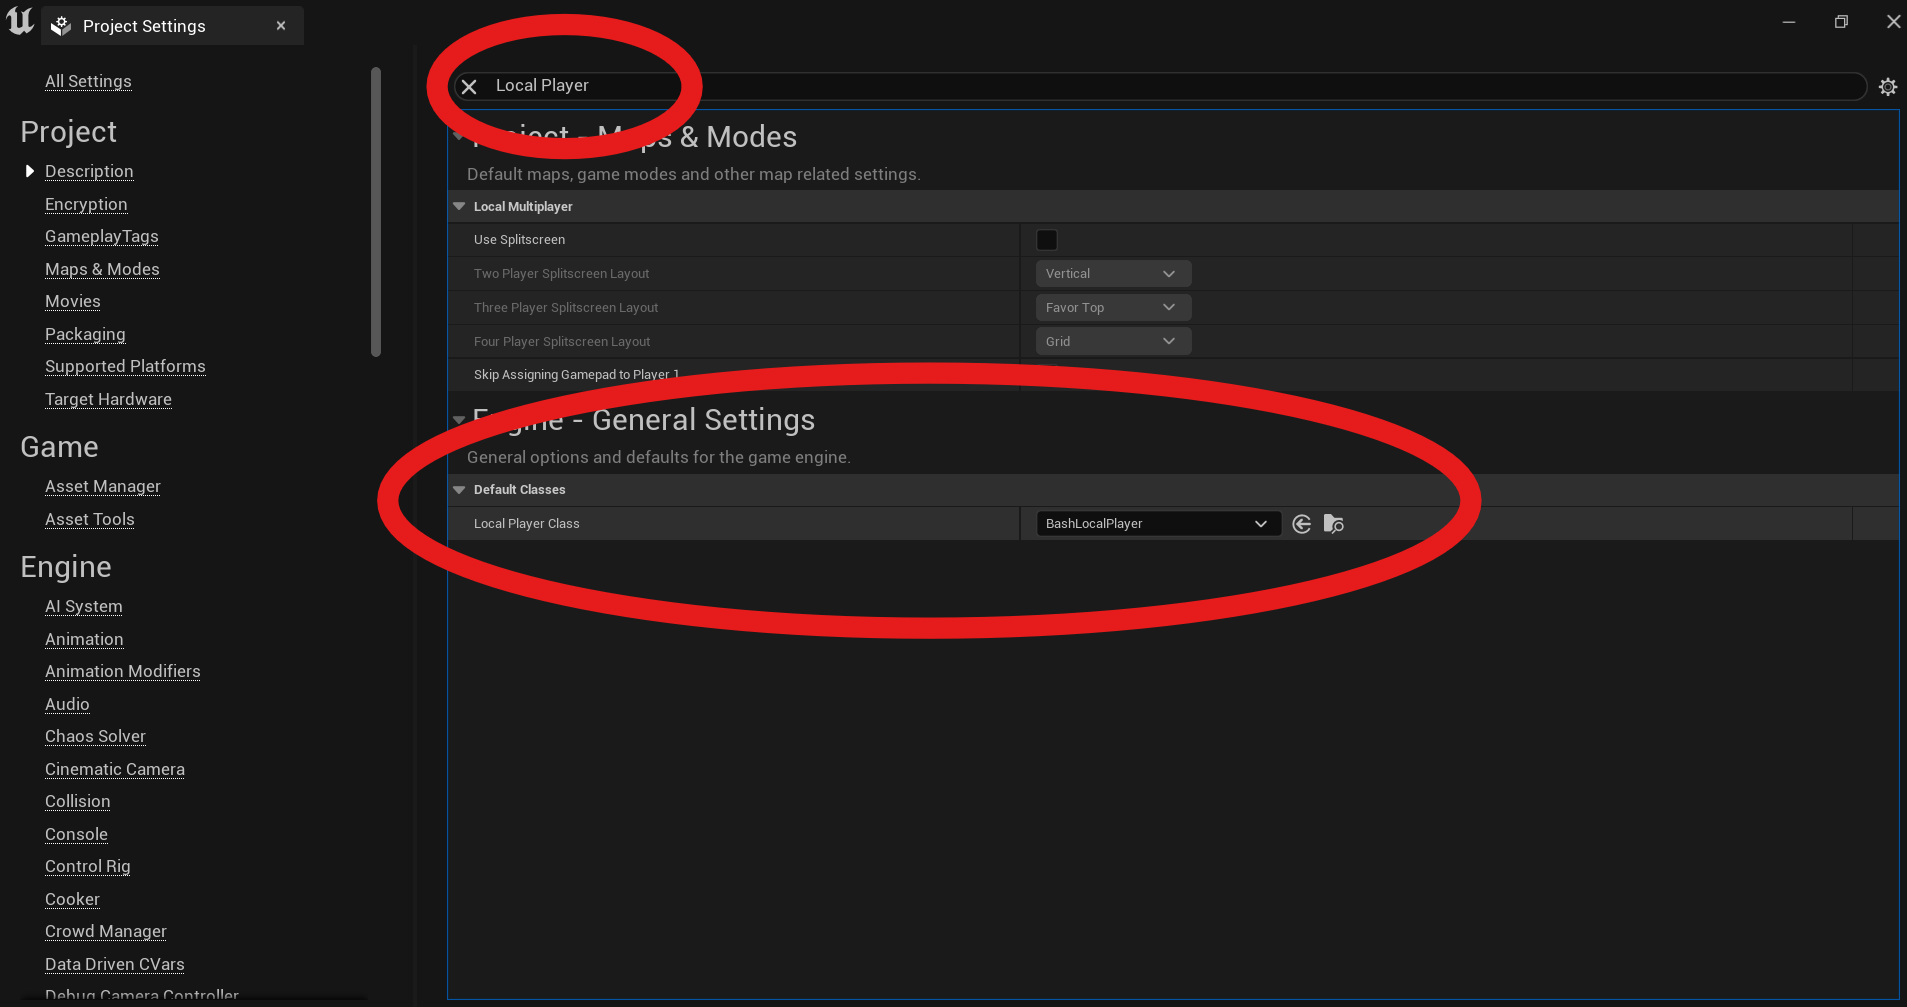 Project Settings
All Settings
Project
Description
Encryption
GameplayTags
Maps & Modes
Movies
Packaging
Supported Platforms
Target Hardware
Game
Asset Manager
Asset Tools
Engine
AI System
Animation
Animation Modifiers
Audio
Chaos Solver
Cinematic Camera
Collision
Console
Control Rig
Cooker
Crowd Manager
Data Driven CVars
Debug Camera Controller
Local Player
Project - Maps & Modes
Default maps, game modes and other map related settings.
Local Multiplayer
Use Splitscreen
Two Player Splitscreen Layout Vertical
Three Player Splitscreen Layout Favor Top
Four Player Splitscreen Layout Grid
Skip Assigning Gamepad to Player 1
Engine - General Settings
General options and defaults for the game engine.
Default Classes
Local Player Class BashLocalPlayer